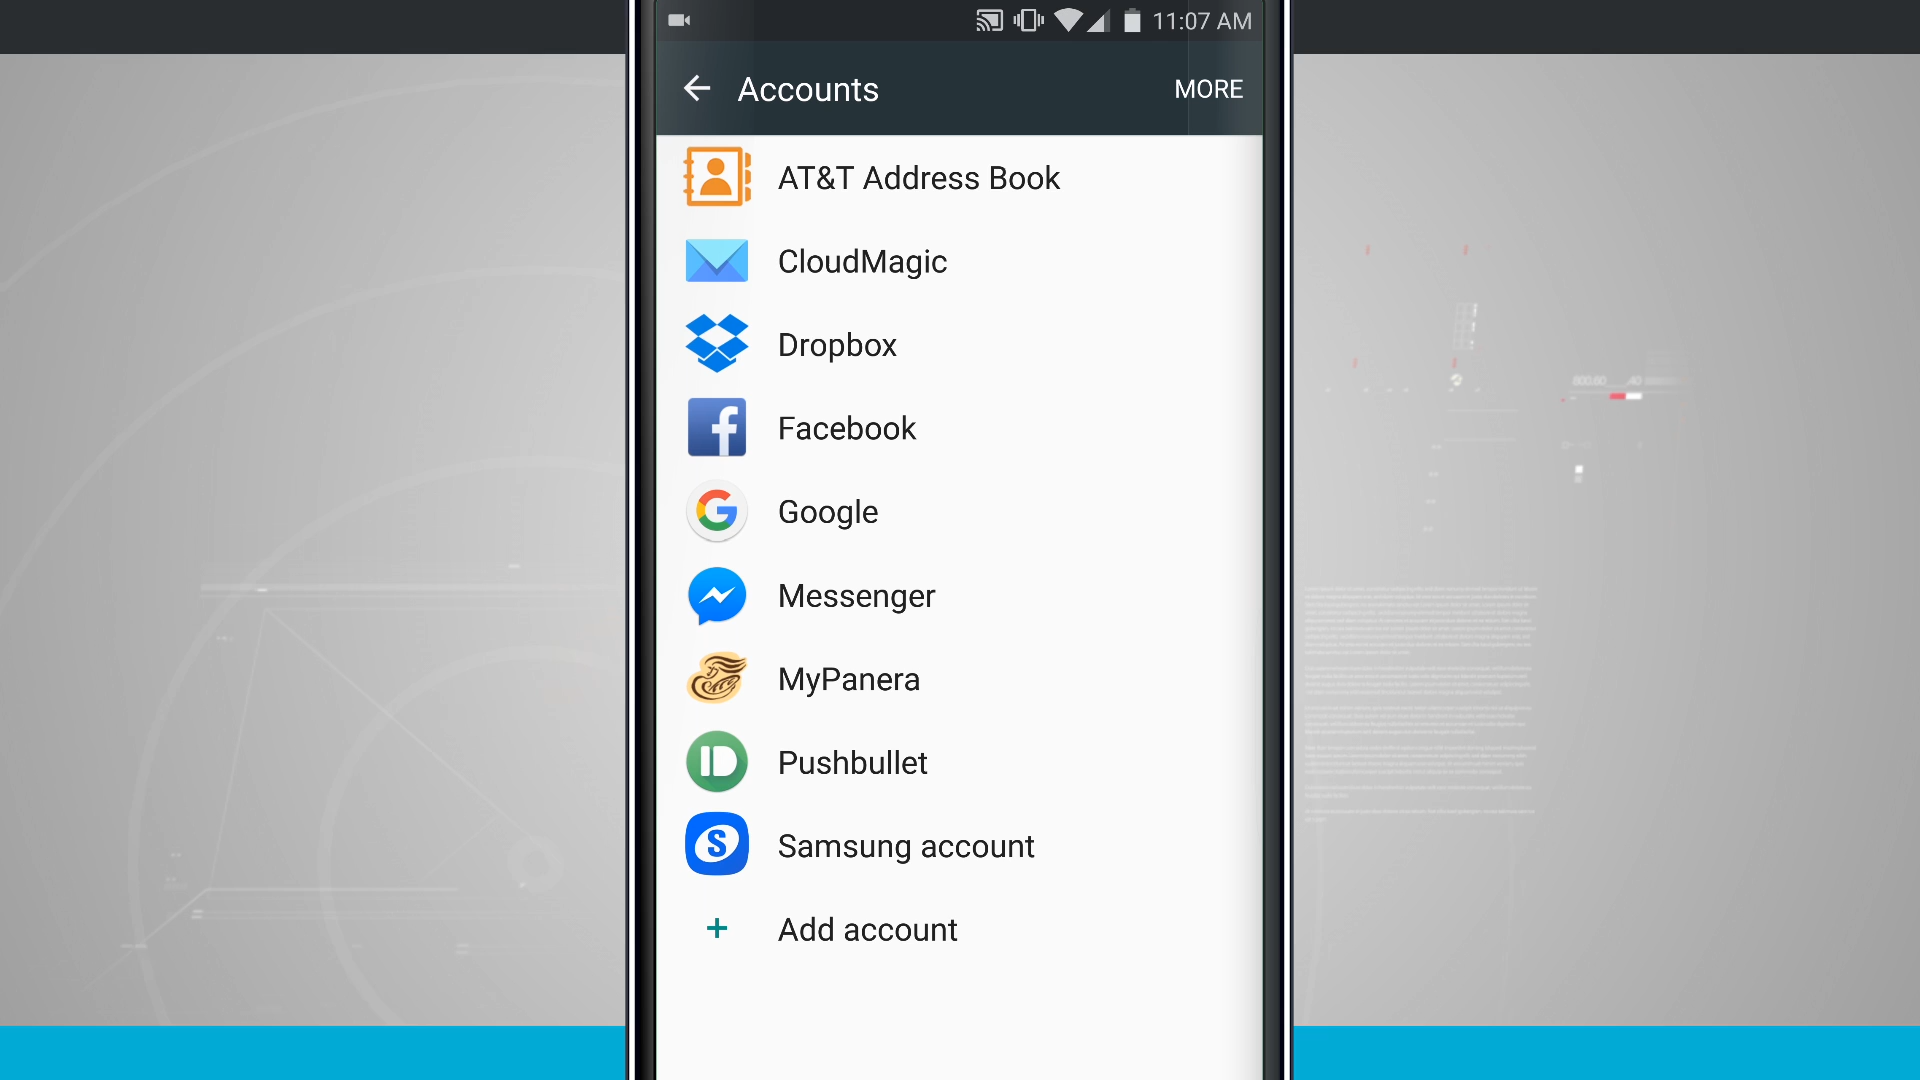 11:07 AM
Accounts
MORE
AT&T Address Book
CloudMagic
Dropbox
Facebook
Google
Messenger
MyPanera
Pushbullet
Samsung account
+ Add account